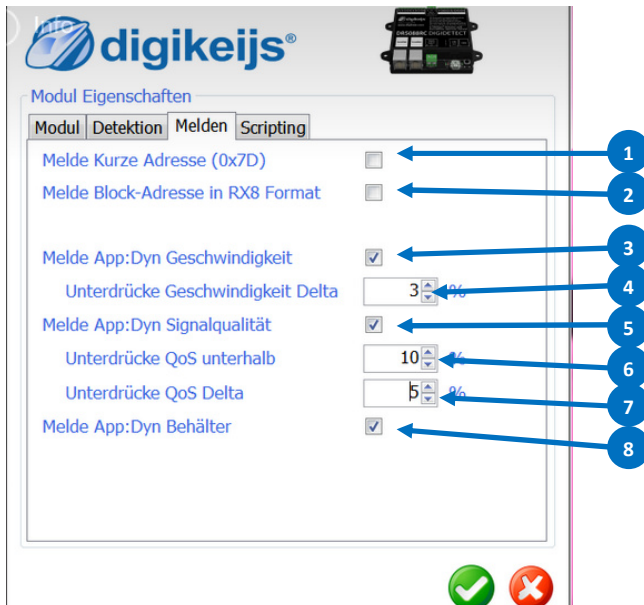 Info
digikeijs®
DR5088RC DIGIDETECT
Modul Eigenschaften
Modul Detektion Melden Scripting
Melde Kurze Adresse (0x7D) 1
Melde Block-Adresse in RX8 Format 2
Melde App:Dyn Geschwindigkeit 3
Unterdrücke Geschwindigkeit Delta 3 % 4
Melde App:Dyn Signalqualität 5
Unterdrücke QoS unterhalb 10 % 6
Unterdrücke QoS Delta 5 % 7
Melde App:Dyn Behälter 8